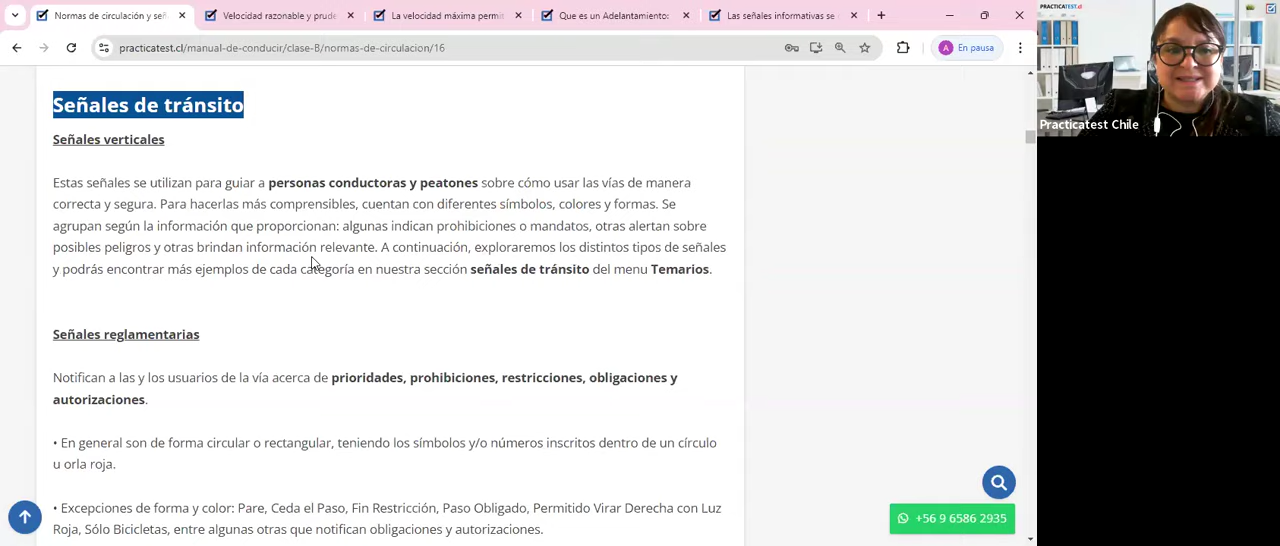 Normas de circulación y seña
Velocidad razonable y prude
La velocidad máxima permit
Que es un Adelantamiento:
Las señales informativas se
practicatest.cl/manual-de-conducir/clase-B/normas-de-circulacion/16
A
En pausa
Señales de tránsito
Señales verticales
Estas señales se utilizan para guiar a personas conductoras y peatones sobre cómo usar las vías de manera
correcta y segura. Para hacerlas más comprensibles, cuentan con diferentes símbolos, colores y formas. Se
agrupan según la información que proporcionan: algunas indican prohibiciones o mandatos, otras alertan sobre
posibles peligros y otras brindan información relevante. A continuación, exploraremos los distintos tipos de señales
y podrás encontrar más ejemplos de cada categoría en nuestra sección señales de tránsito del menu Temarios.
Señales reglamentarias
Notifican a las y los usuarios de la vía acerca de prioridades, prohibiciones, restricciones, obligaciones y
autorizaciones.
• En general son de forma circular o rectangular, teniendo los símbolos y/o números inscritos dentro de un círculo
u orla roja.
• Excepciones de forma y color: Pare, Ceda el Paso, Fin Restricción, Paso Obligado, Permitido Virar Derecha con Luz
Roja, Sólo Bicicletas, entre algunas otras que notifican obligaciones y autorizaciones.
+56 9 6586 2935
PRACTICATEST.cl
Practicatest Chile